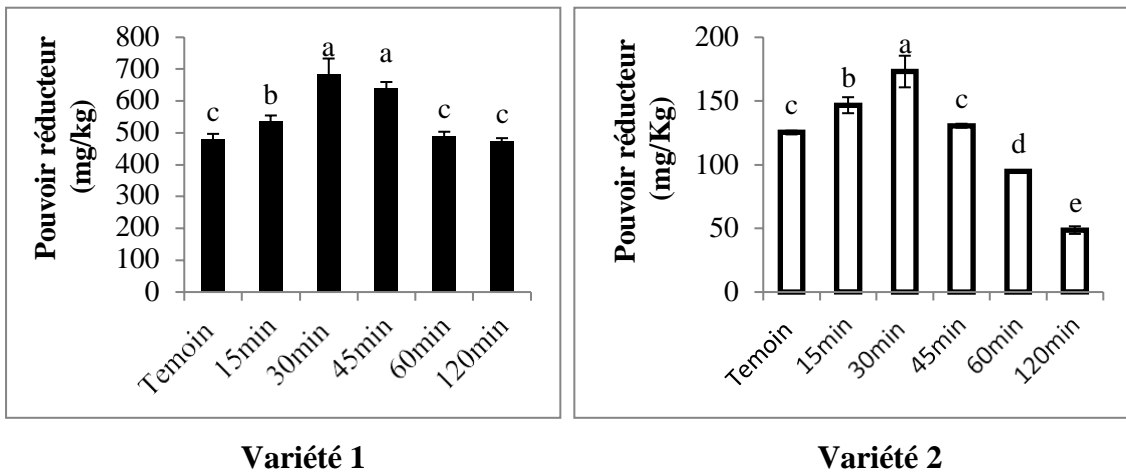 Pouvoir réducteur
(mg/kg)
800
700
600
500
400
300
200
100
0
c
b
a
a
c
c
Temoin
15min
30min
45min
60min
120min
Variété 1
Pouvoir réducteur
(mg/Kg)
200
150
100
50
0
c
b
a
c
d
e
Temoin
15min
30min
45min
60min
120min
Variété 2